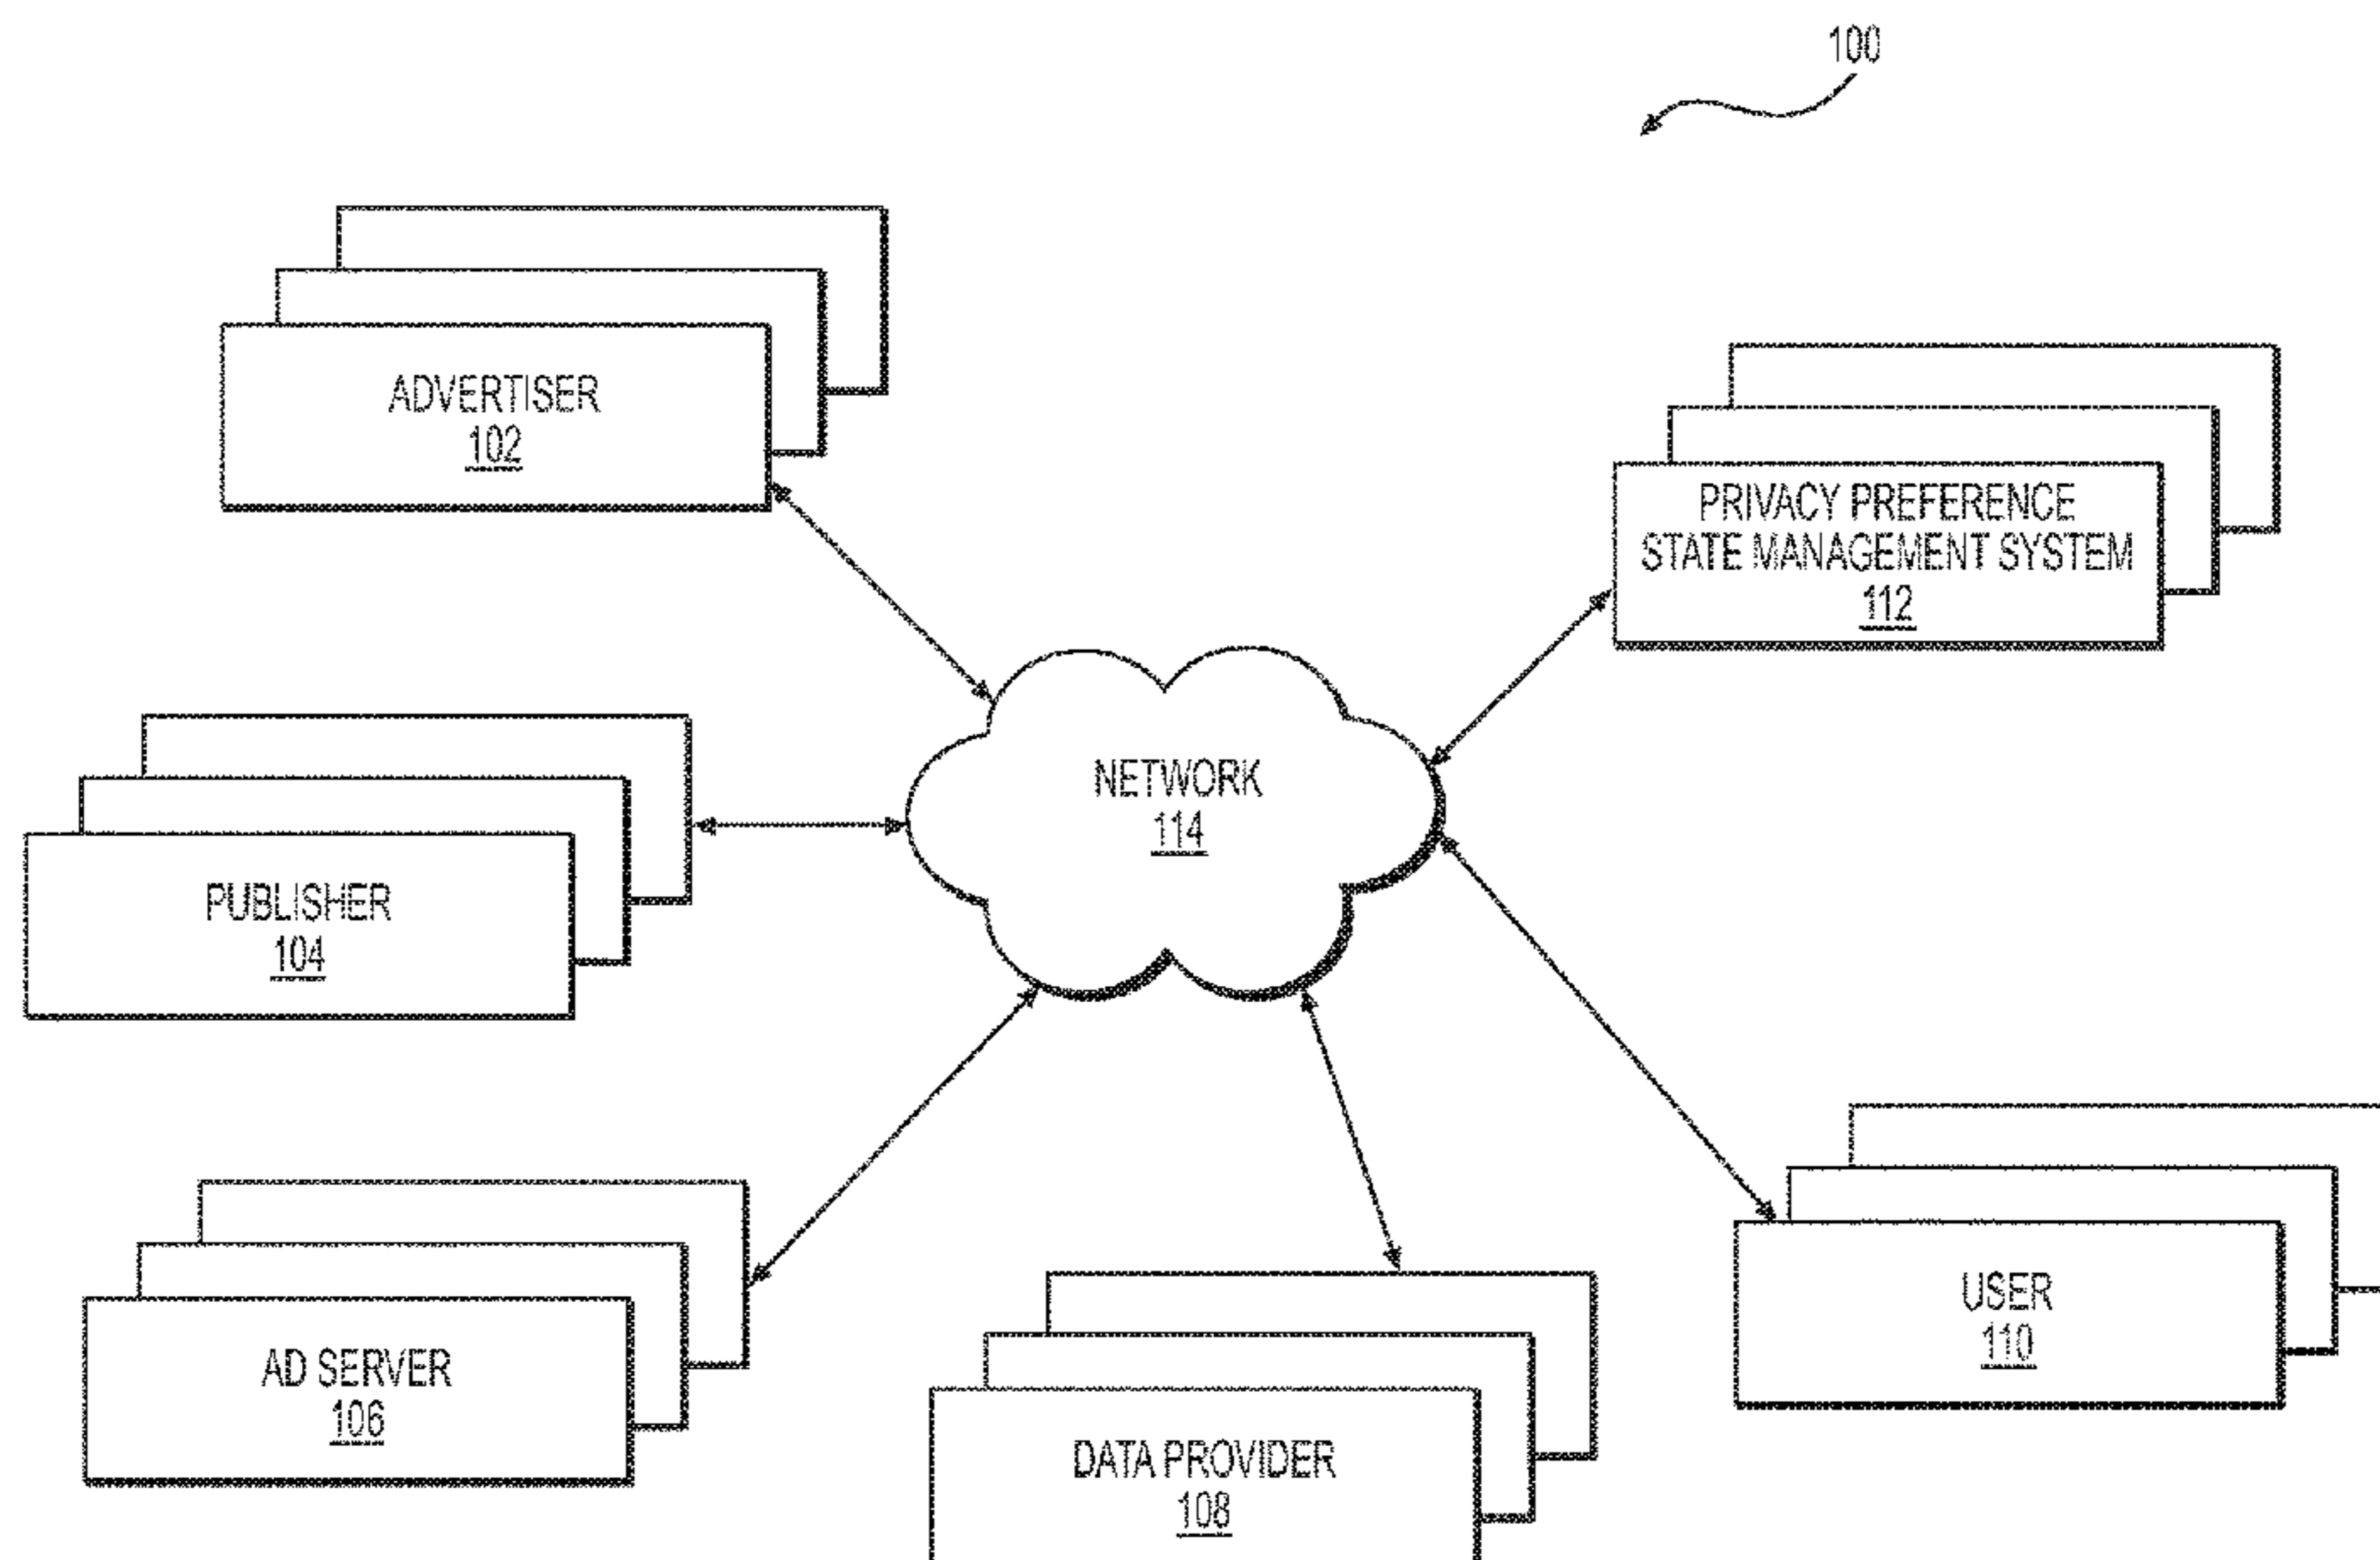 100
ADVERTISER
102
PRIVACY PREFERENCE
STATE MANAGEMENT SYSTEM
112
NETWORK
114
PUBLISHER
104
USER
110
AD SERVER
106
DATA PROVIDER
108